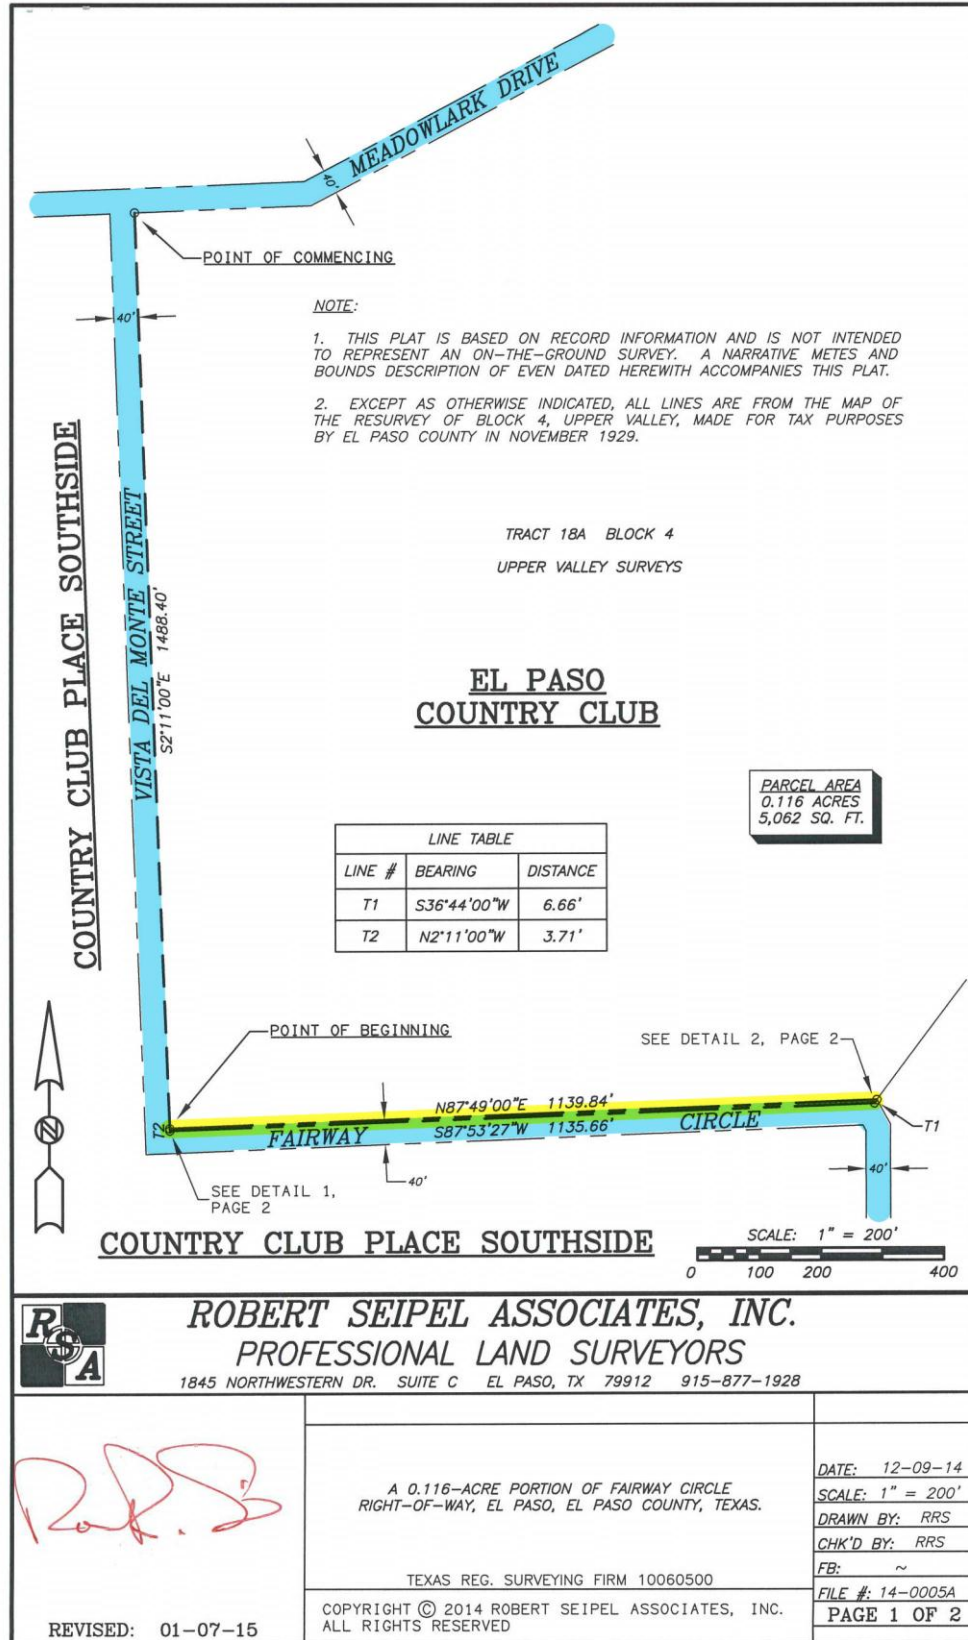 MEADOWLARK DRIVE
40'
POINT OF COMMENCING
40'
NOTE:
1. THIS PLAT IS BASED ON RECORD INFORMATION AND IS NOT INTENDED
TO REPRESENT AN ON-THE-GROUND SURVEY. A NARRATIVE METES AND
BOUNDS DESCRIPTION OF EVEN DATED HEREWITH ACCOMPANIES THIS PLAT.
2. EXCEPT AS OTHERWISE INDICATED, ALL LINES ARE FROM THE MAP OF
THE RESURVEY OF BLOCK 4, UPPER VALLEY, MADE FOR TAX PURPOSES
BY EL PASO COUNTY IN NOVEMBER 1929.
COUNTRY CLUB PLACE SOUTHSIDE
VISTA DEL MONTE STREET
S2°11'00"E 1488.40'
TRACT 18A BLOCK 4
UPPER VALLEY SURVEYS
EL PASO
COUNTRY CLUB
PARCEL AREA
0.116 ACRES
5,062 SQ. FT.
LINE TABLE
LINE # BEARING DISTANCE
T1 S36°44'00"W 6.66'
T2 N2°11'00"W 3.71'
N
POINT OF BEGINNING
SEE DETAIL 2, PAGE 2
N87°49'00"E 1139.84'
S87°53'27"W 1135.66'
FAIRWAY CIRCLE
T2
T1
40'
40'
SEE DETAIL 1,
PAGE 2
COUNTRY CLUB PLACE SOUTHSIDE
SCALE: 1" = 200'
0 100 200 400
RSA
ROBERT SEIPEL ASSOCIATES, INC.
PROFESSIONAL LAND SURVEYORS
1845 NORTHWESTERN DR. SUITE C EL PASO, TX 79912 915-877-1928
REVISED: 01-07-15
A 0.116-ACRE PORTION OF FAIRWAY CIRCLE
RIGHT-OF-WAY, EL PASO, EL PASO COUNTY, TEXAS.
TEXAS REG. SURVEYING FIRM 10060500
COPYRIGHT © 2014 ROBERT SEIPEL ASSOCIATES, INC.
ALL RIGHTS RESERVED
DATE: 12-09-14
SCALE: 1" = 200'
DRAWN BY: RRS
CHK'D BY: RRS
FB: ~
FILE #: 14-0005A
PAGE 1 OF 2